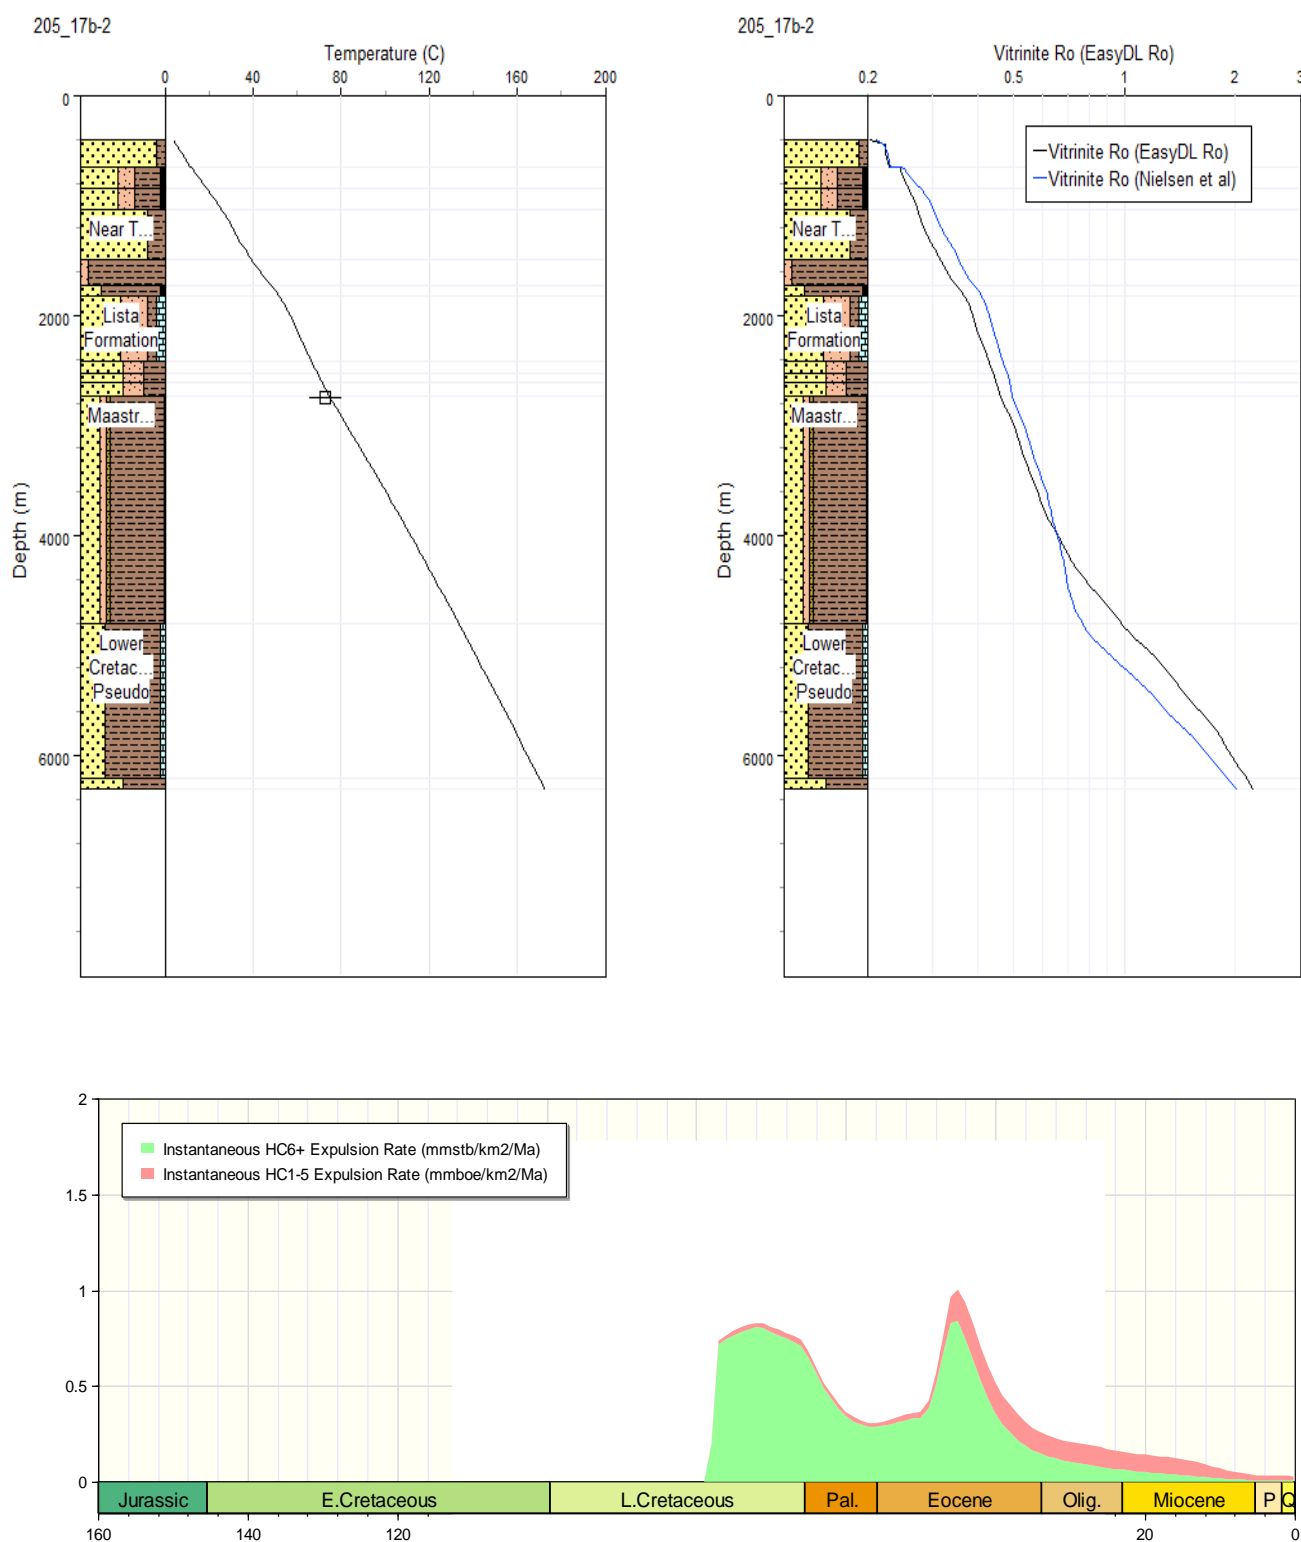 205_17b-2
Temperature (C)
0 40 80 120 160 200
0
2000
4000
6000
Depth (m)
Near T...
Lista
Formation
Maastr...
Lower
Cretac...
Pseudo
205_17b-2
Vitrinite Ro (EasyDL Ro)
0.2 0.5 1 2 3
0
2000
4000
6000
Depth (m)
Vitrinite Ro (EasyDL Ro)
Vitrinite Ro (Nielsen et al)
Near T...
Lista
Formation
Maastr...
Lower
Cretac...
Pseudo
2
1.5
1
0.5
0
Instantaneous HC6+ Expulsion Rate (mmstb/km2/Ma)
Instantaneous HC1-5 Expulsion Rate (mmboe/km2/Ma)
Jurassic E.Cretaceous L.Cretaceous Pal. Eocene Olig. Miocene P Q
160 140 120 20 0